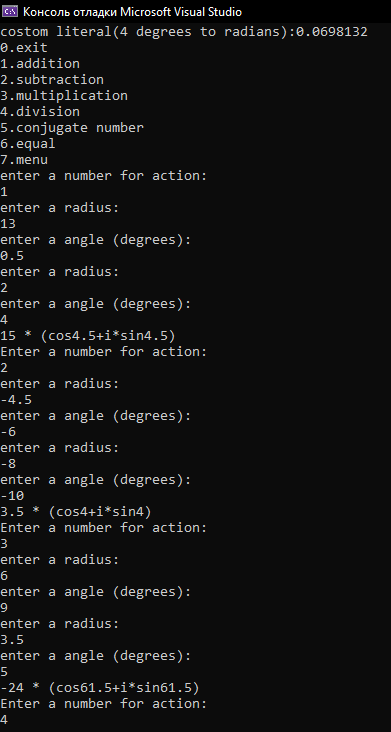 Консоль отладки Microsoft Visual Studio
costom literal(4 degrees to radians):0.0698132
0.exit
1.addition
2.subtraction
3.multiplication
4.division
5.conjugate number
6.equal
7.menu
enter a number for action:
1
enter a radius:
13
enter a angle (degrees):
0.5
enter a radius:
2
enter a angle (degrees):
4
15 * (cos4.5+i*sin4.5)
Enter a number for action:
2
enter a radius:
-4.5
enter a angle (degrees):
-6
enter a radius:
-8
enter a angle (degrees):
-10
3.5 * (cos4+i*sin4)
Enter a number for action:
3
enter a radius:
6
enter a angle (degrees):
9
enter a radius:
3.5
enter a angle (degrees):
5
-24 * (cos61.5+i*sin61.5)
Enter a number for action:
4